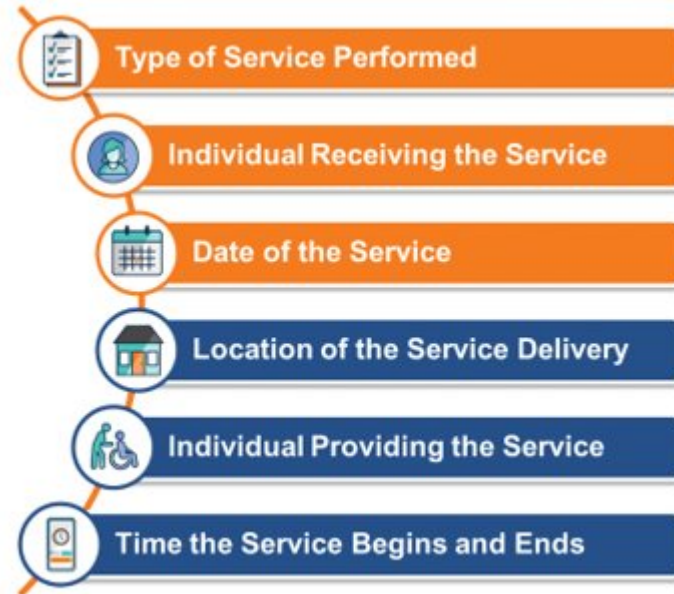 Type of Service Performed
Individual Receiving the Service
Date of the Service
Location of the Service Delivery
Individual Providing the Service
Time the Service Begins and Ends